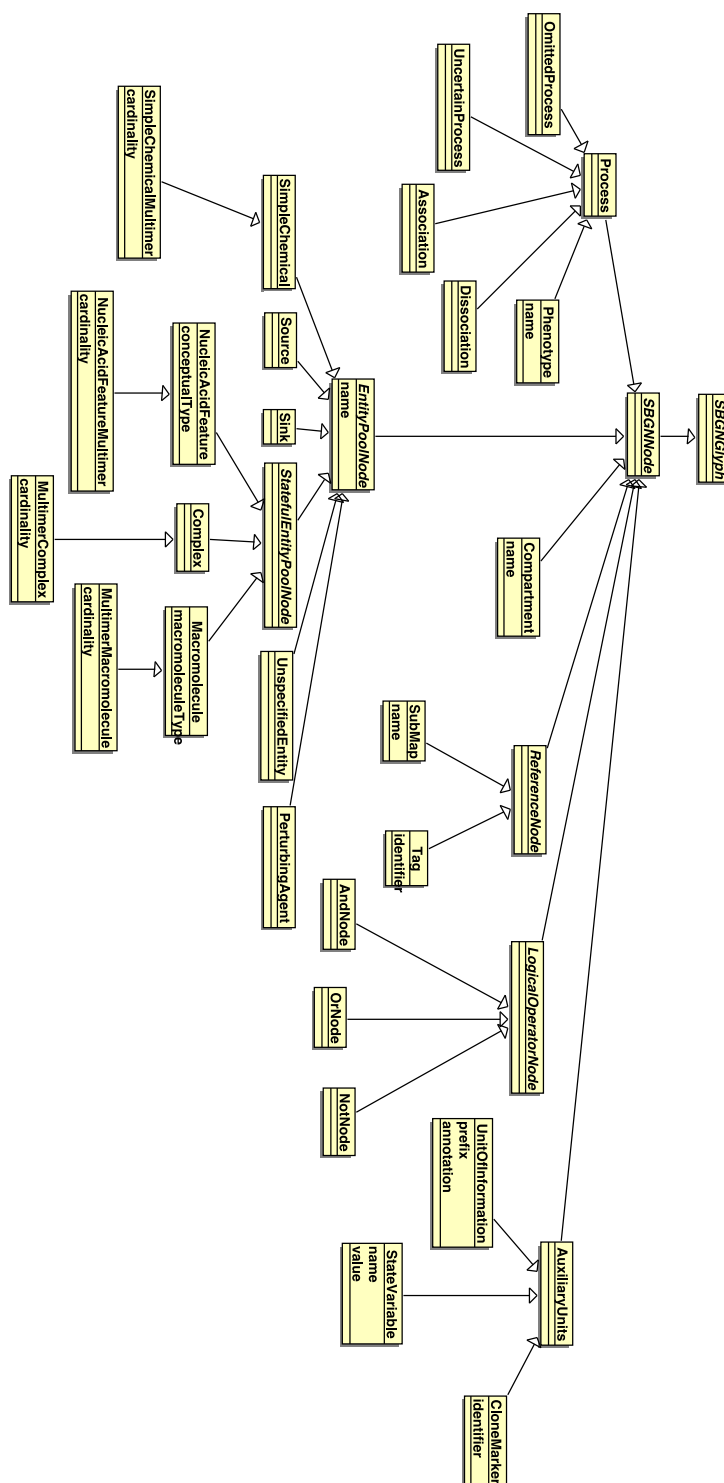 SBGNGlyph
SBGNNode
Process
OmittedProcess
UncertainProcess
Association
Dissociation
Phenotype
name
EntityPoolNode
name
Compartment
name
ReferenceNode
SubMap
name
Tag
identifier
LogicalOperatorNode
AndNode
OrNode
NotNode
AuxiliaryUnits
UnitOfInformation
prefix
annotation
StateVariable
name
value
CloneMarker
identifier
SimpleChemical
Source
Sink
StatefulEntityPoolNode
UnspecifiedEntity
PerturbingAgent
SimpleChemicalMultimer
cardinality
NucleicAcidFeature
conceptualType
Complex
Macromolecule
macromoleculeType
NucleicAcidFeatureMultimer
cardinality
MultimerComplex
cardinality
MultimerMacromolecule
cardinality